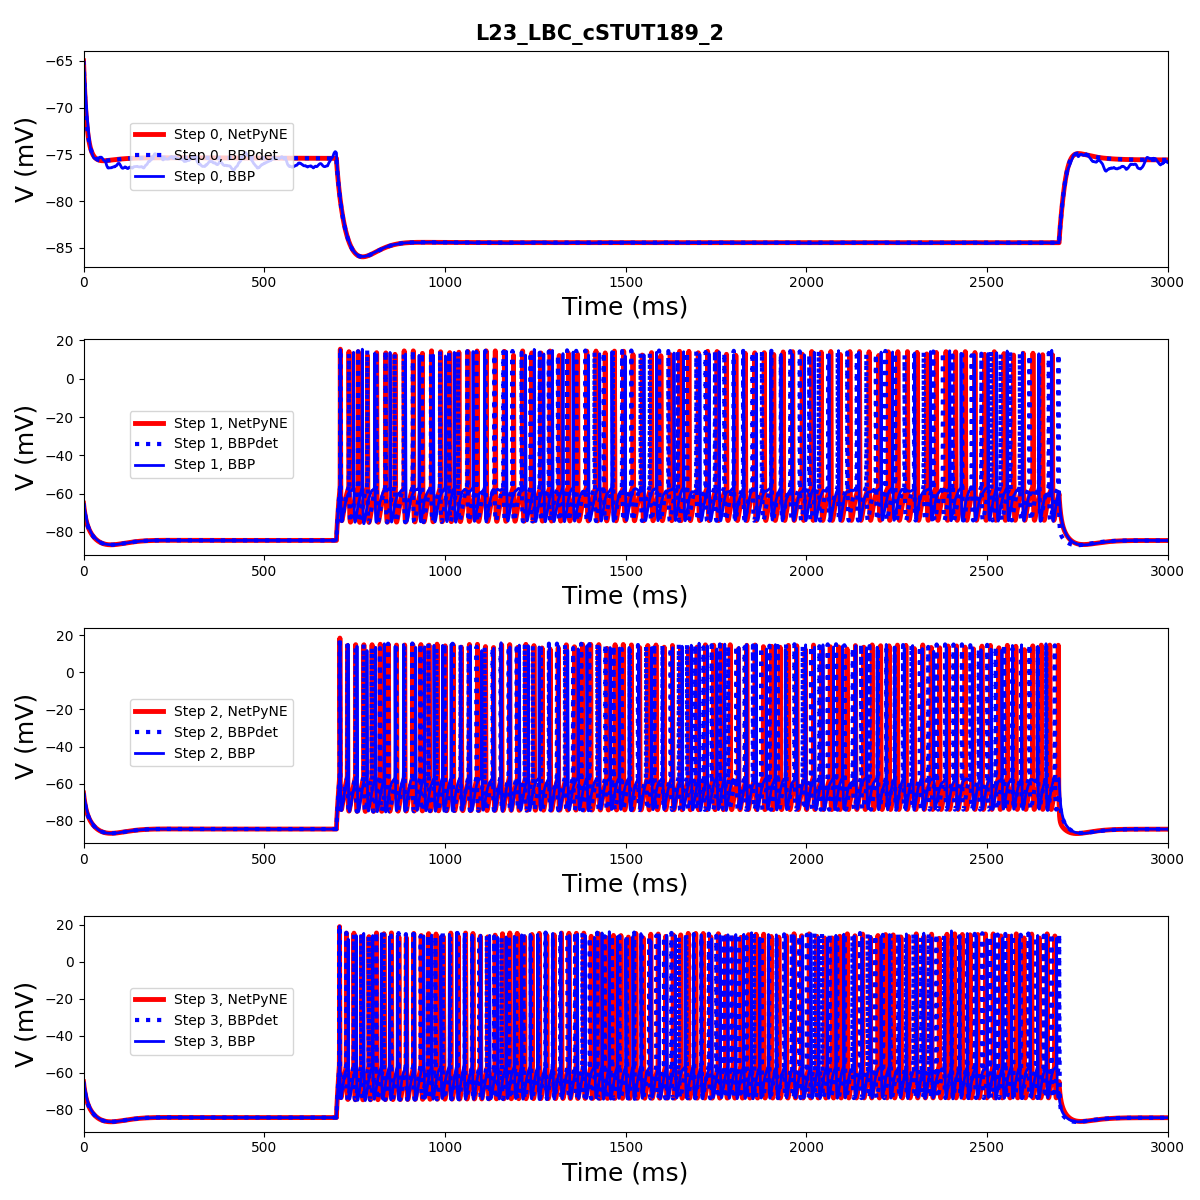 L23_LBC_cSTUT189_2
−65
−70
−75
−80
−85
V (mV)
Step 0, NetPyNE
Step 0, BBPdet
Step 0, BBP
0 500 1000 1500 2000 2500 3000
Time (ms)
20
0
−20
−40
−60
−80
V (mV)
Step 1, NetPyNE
Step 1, BBPdet
Step 1, BBP
0 500 1000 1500 2000 2500 3000
Time (ms)
20
0
−20
−40
−60
−80
V (mV)
Step 2, NetPyNE
Step 2, BBPdet
Step 2, BBP
0 500 1000 1500 2000 2500 3000
Time (ms)
20
0
−20
−40
−60
−80
V (mV)
Step 3, NetPyNE
Step 3, BBPdet
Step 3, BBP
0 500 1000 1500 2000 2500 3000
Time (ms)